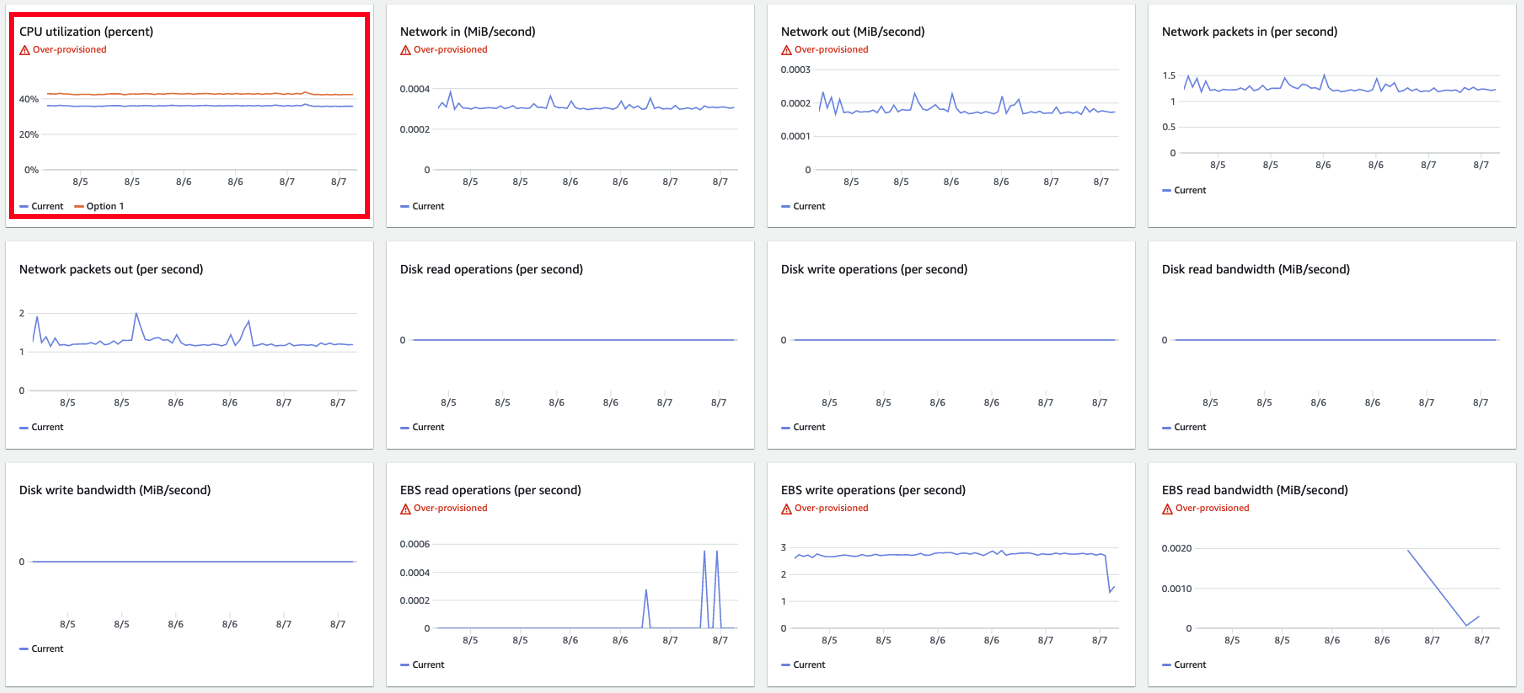 CPU utilization (percent)
Over-provisioned
40%
20%
0%
8/5 8/5 8/6 8/6 8/7 8/7
Current Option 1
Network in (MiB/second)
Over-provisioned
0.0004
0.0002
0
8/5 8/5 8/6 8/6 8/7 8/7
Current
Network out (MiB/second)
Over-provisioned
0.0003
0.0002
0.0001
0
8/5 8/5 8/6 8/6 8/7 8/7
Current
Network packets in (per second)
1.5
1
0.5
0
8/5 8/5 8/6 8/6 8/7 8/7
Current
Network packets out (per second)
2
1
0
8/5 8/5 8/6 8/6 8/7 8/7
Current
Disk read operations (per second)
0
8/5 8/5 8/6 8/6 8/7 8/7
Current
Disk write operations (per second)
0
8/5 8/5 8/6 8/6 8/7 8/7
Current
Disk read bandwidth (MiB/second)
0
8/5 8/5 8/6 8/6 8/7 8/7
Current
Disk write bandwidth (MiB/second)
0
8/5 8/5 8/6 8/6 8/7 8/7
Current
EBS read operations (per second)
Over-provisioned
0.0006
0.0004
0.0002
0
8/5 8/5 8/6 8/6 8/7 8/7
Current
EBS write operations (per second)
Over-provisioned
3
2
1
0
8/5 8/5 8/6 8/6 8/7 8/7
Current
EBS read bandwidth (MiB/second)
Over-provisioned
0.0020
0.0010
0
8/5 8/5 8/6 8/6 8/7 8/7
Current